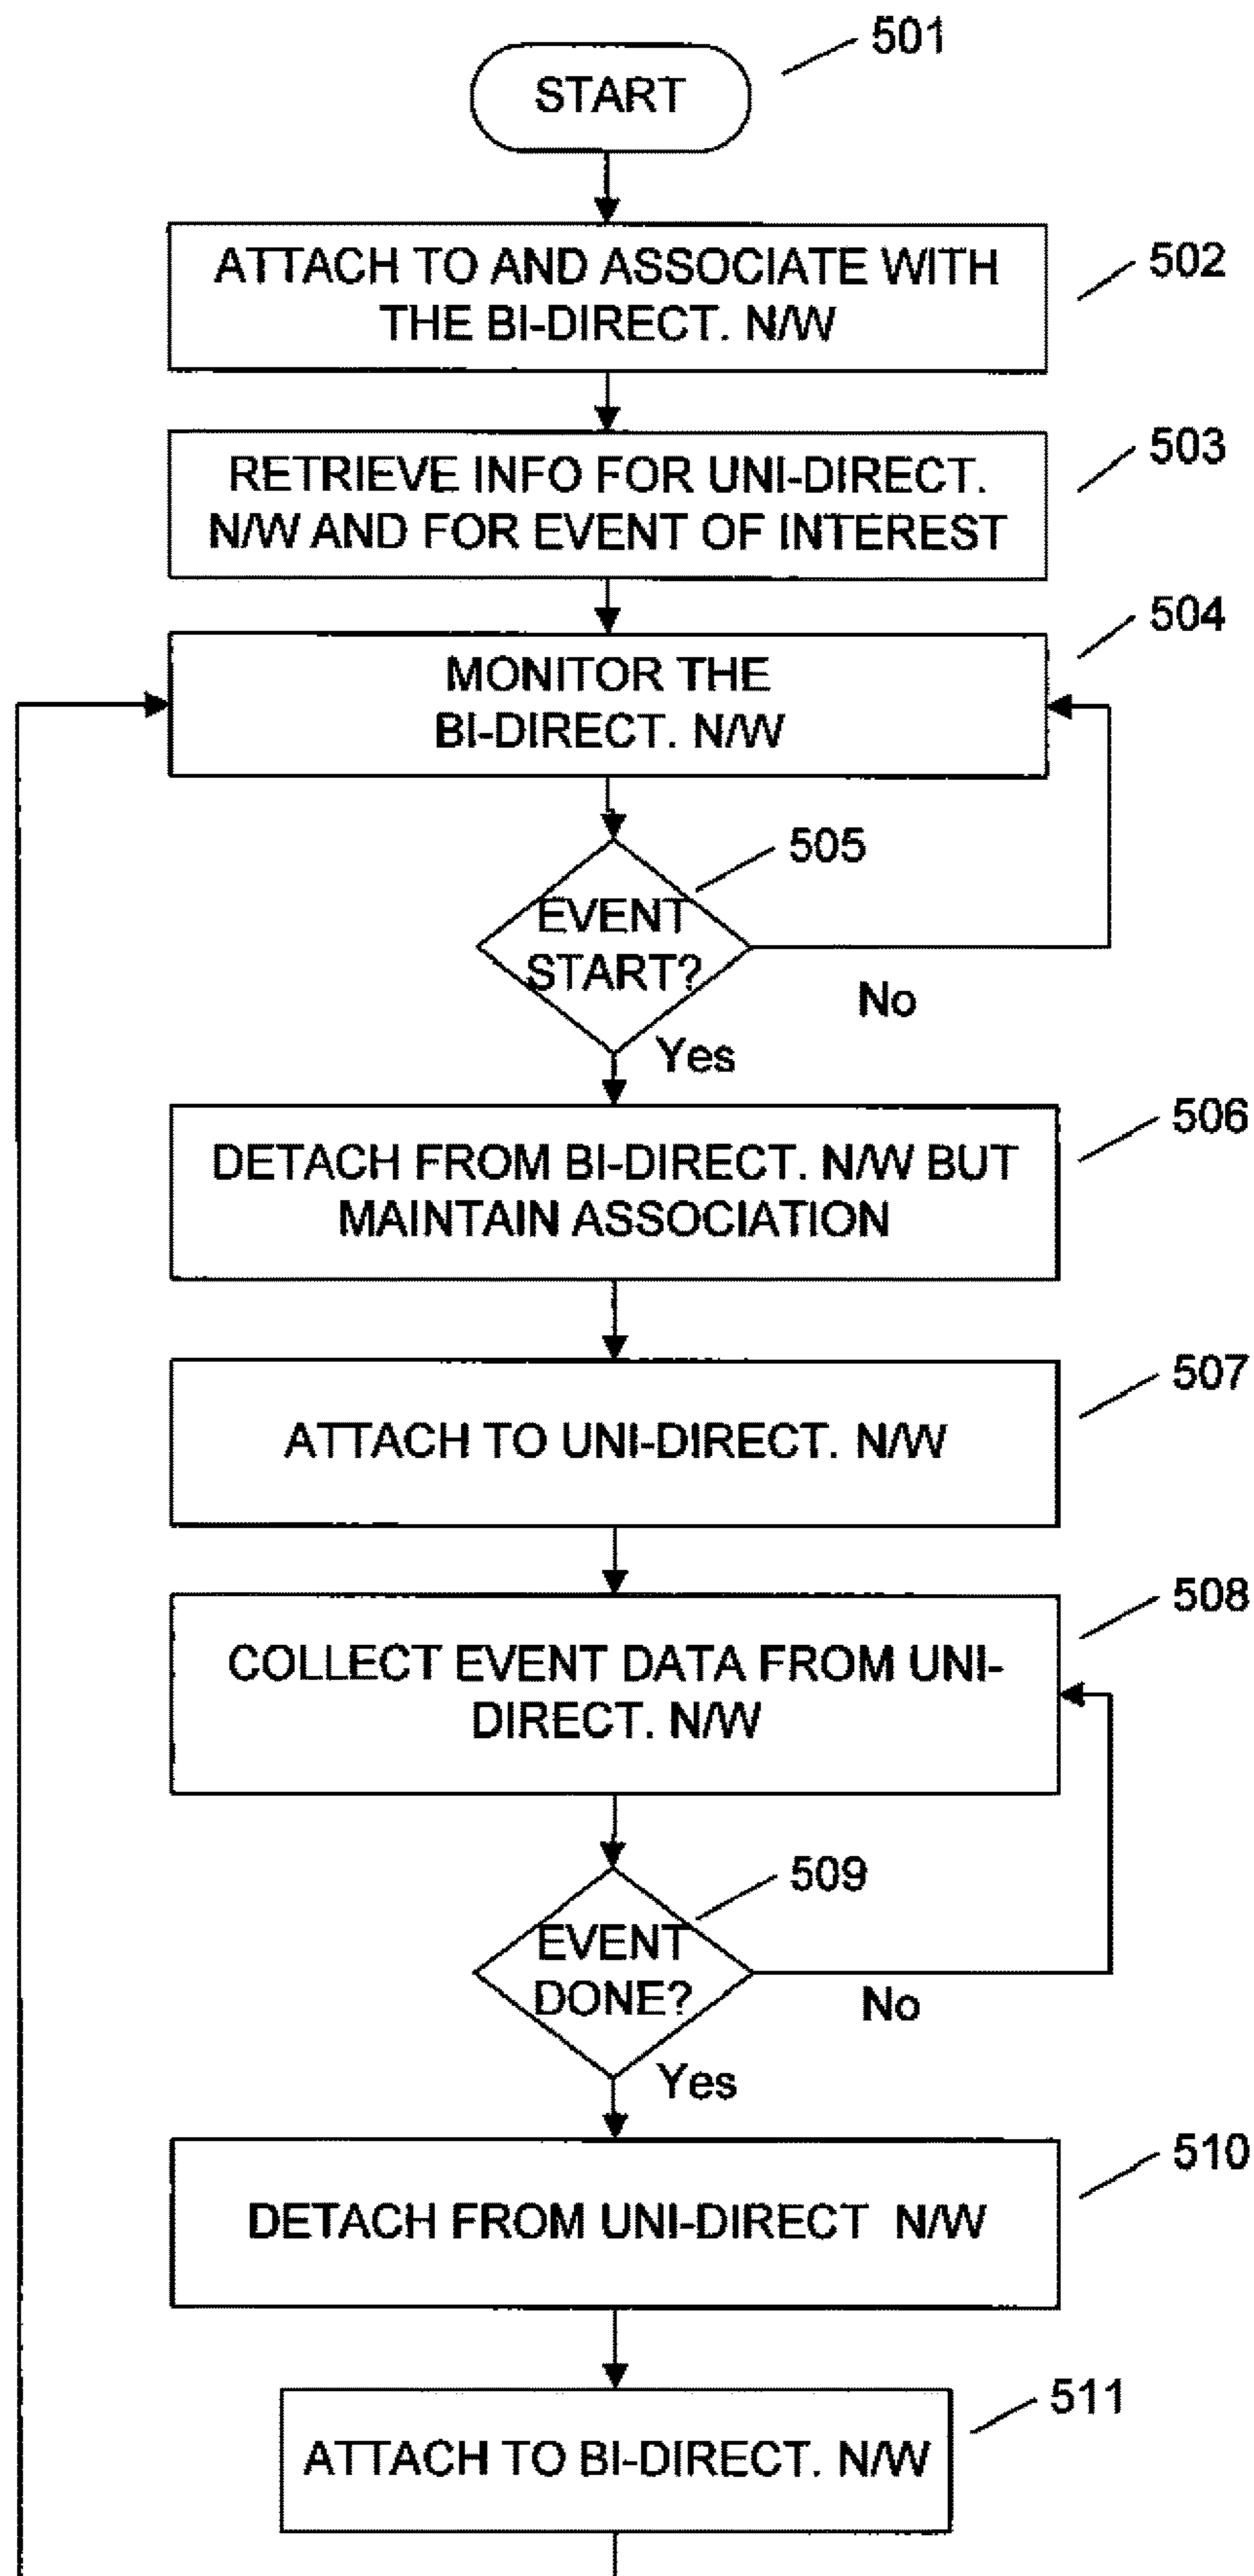 START
501
ATTACH TO AND ASSOCIATE WITH
THE BI-DIRECT. N/W
502
RETRIEVE INFO FOR UNI-DIRECT.
N/W AND FOR EVENT OF INTEREST
503
MONITOR THE
BI-DIRECT. N/W
504
EVENT
START?
505
No
Yes
DETACH FROM BI-DIRECT. N/W BUT
MAINTAIN ASSOCIATION
506
ATTACH TO UNI-DIRECT. N/W
507
COLLECT EVENT DATA FROM UNI-
DIRECT. N/W
508
EVENT
DONE?
509
No
Yes
DETACH FROM UNI-DIRECT N/W
510
ATTACH TO BI-DIRECT. N/W
511